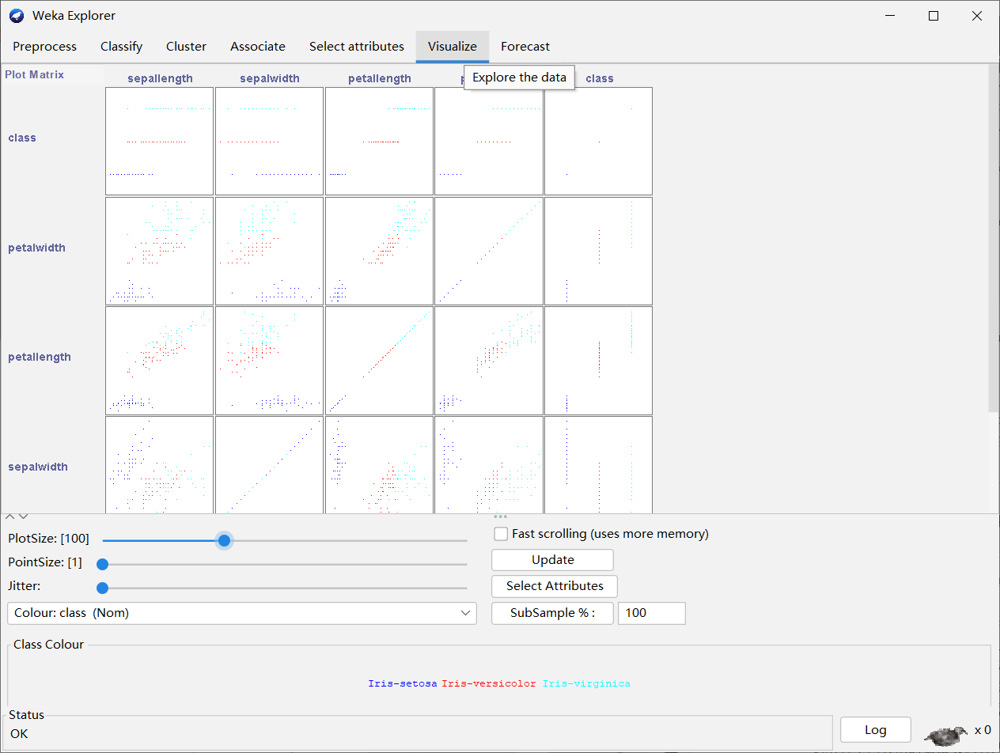 Weka Explorer
Preprocess Classify Cluster Associate Select attributes Visualize Forecast
Explore the data
Plot Matrix
sepallength sepalwidth petallength class
class
petalwidth
petallength
sepalwidth
PlotSize: [100]
Fast scrolling (uses more memory)
PointSize: [1]
Update
Jitter:
Select Attributes
Colour: class (Nom)
SubSample % : 100
Class Colour
Iris-setosa Iris-versicolor Iris-virginica
Status
OK
Log
x 0